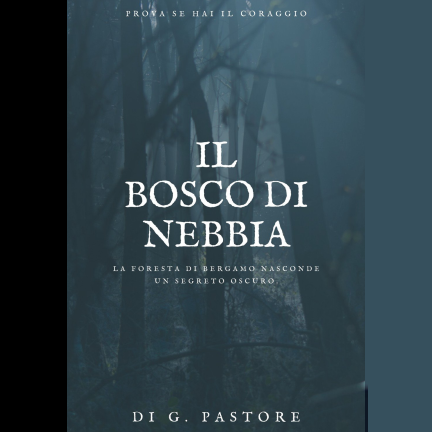 PROVA SE HAI IL CORAGGIO
IL
BOSCO DI
NEBBIA
LA FORESTA DI BERGAMO NASCONDE
UN SEGRETO OSCURO
DI G. PASTORE